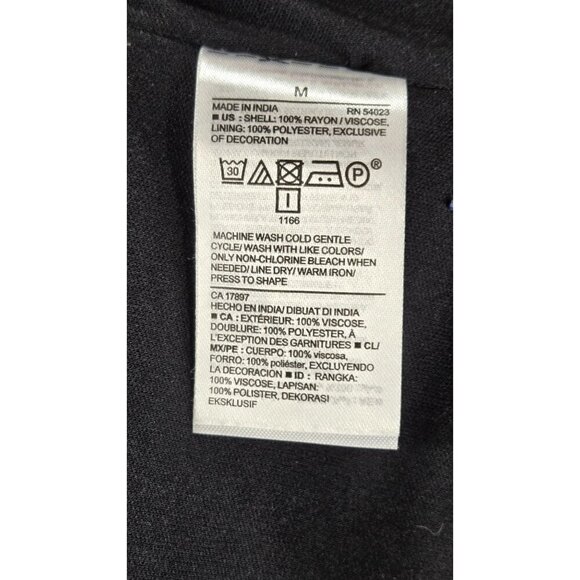 M
MADE IN INDIA RN 54023
■ US : SHELL: 100% RAYON / VISCOSE,
LINING: 100% POLYESTER, EXCLUSIVE
OF DECORATION
30 P ®
I
1166
MACHINE WASH COLD GENTLE
CYCLE/ WASH WITH LIKE COLORS/
ONLY NON-CHLORINE BLEACH WHEN
NEEDED/ LINE DRY/ WARM IRON/
PRESS TO SHAPE
CA 17897
HECHO EN INDIA/ DIBUAT DI INDIA
■ CA : EXTÉRIEUR: 100% VISCOSE,
DOUBLURE: 100% POLYESTER, À
L'EXCEPTION DES GARNITURES ■ CL/
MX/PE : CUERPO: 100% viscosa,
FORRO: 100% poliéster, EXCLUYENDO
LA DECORACION ■ ID : RANGKA:
100% VISCOSE, LAPISAN:
100% POLISTER, DEKORASI
EKSKLUSIF